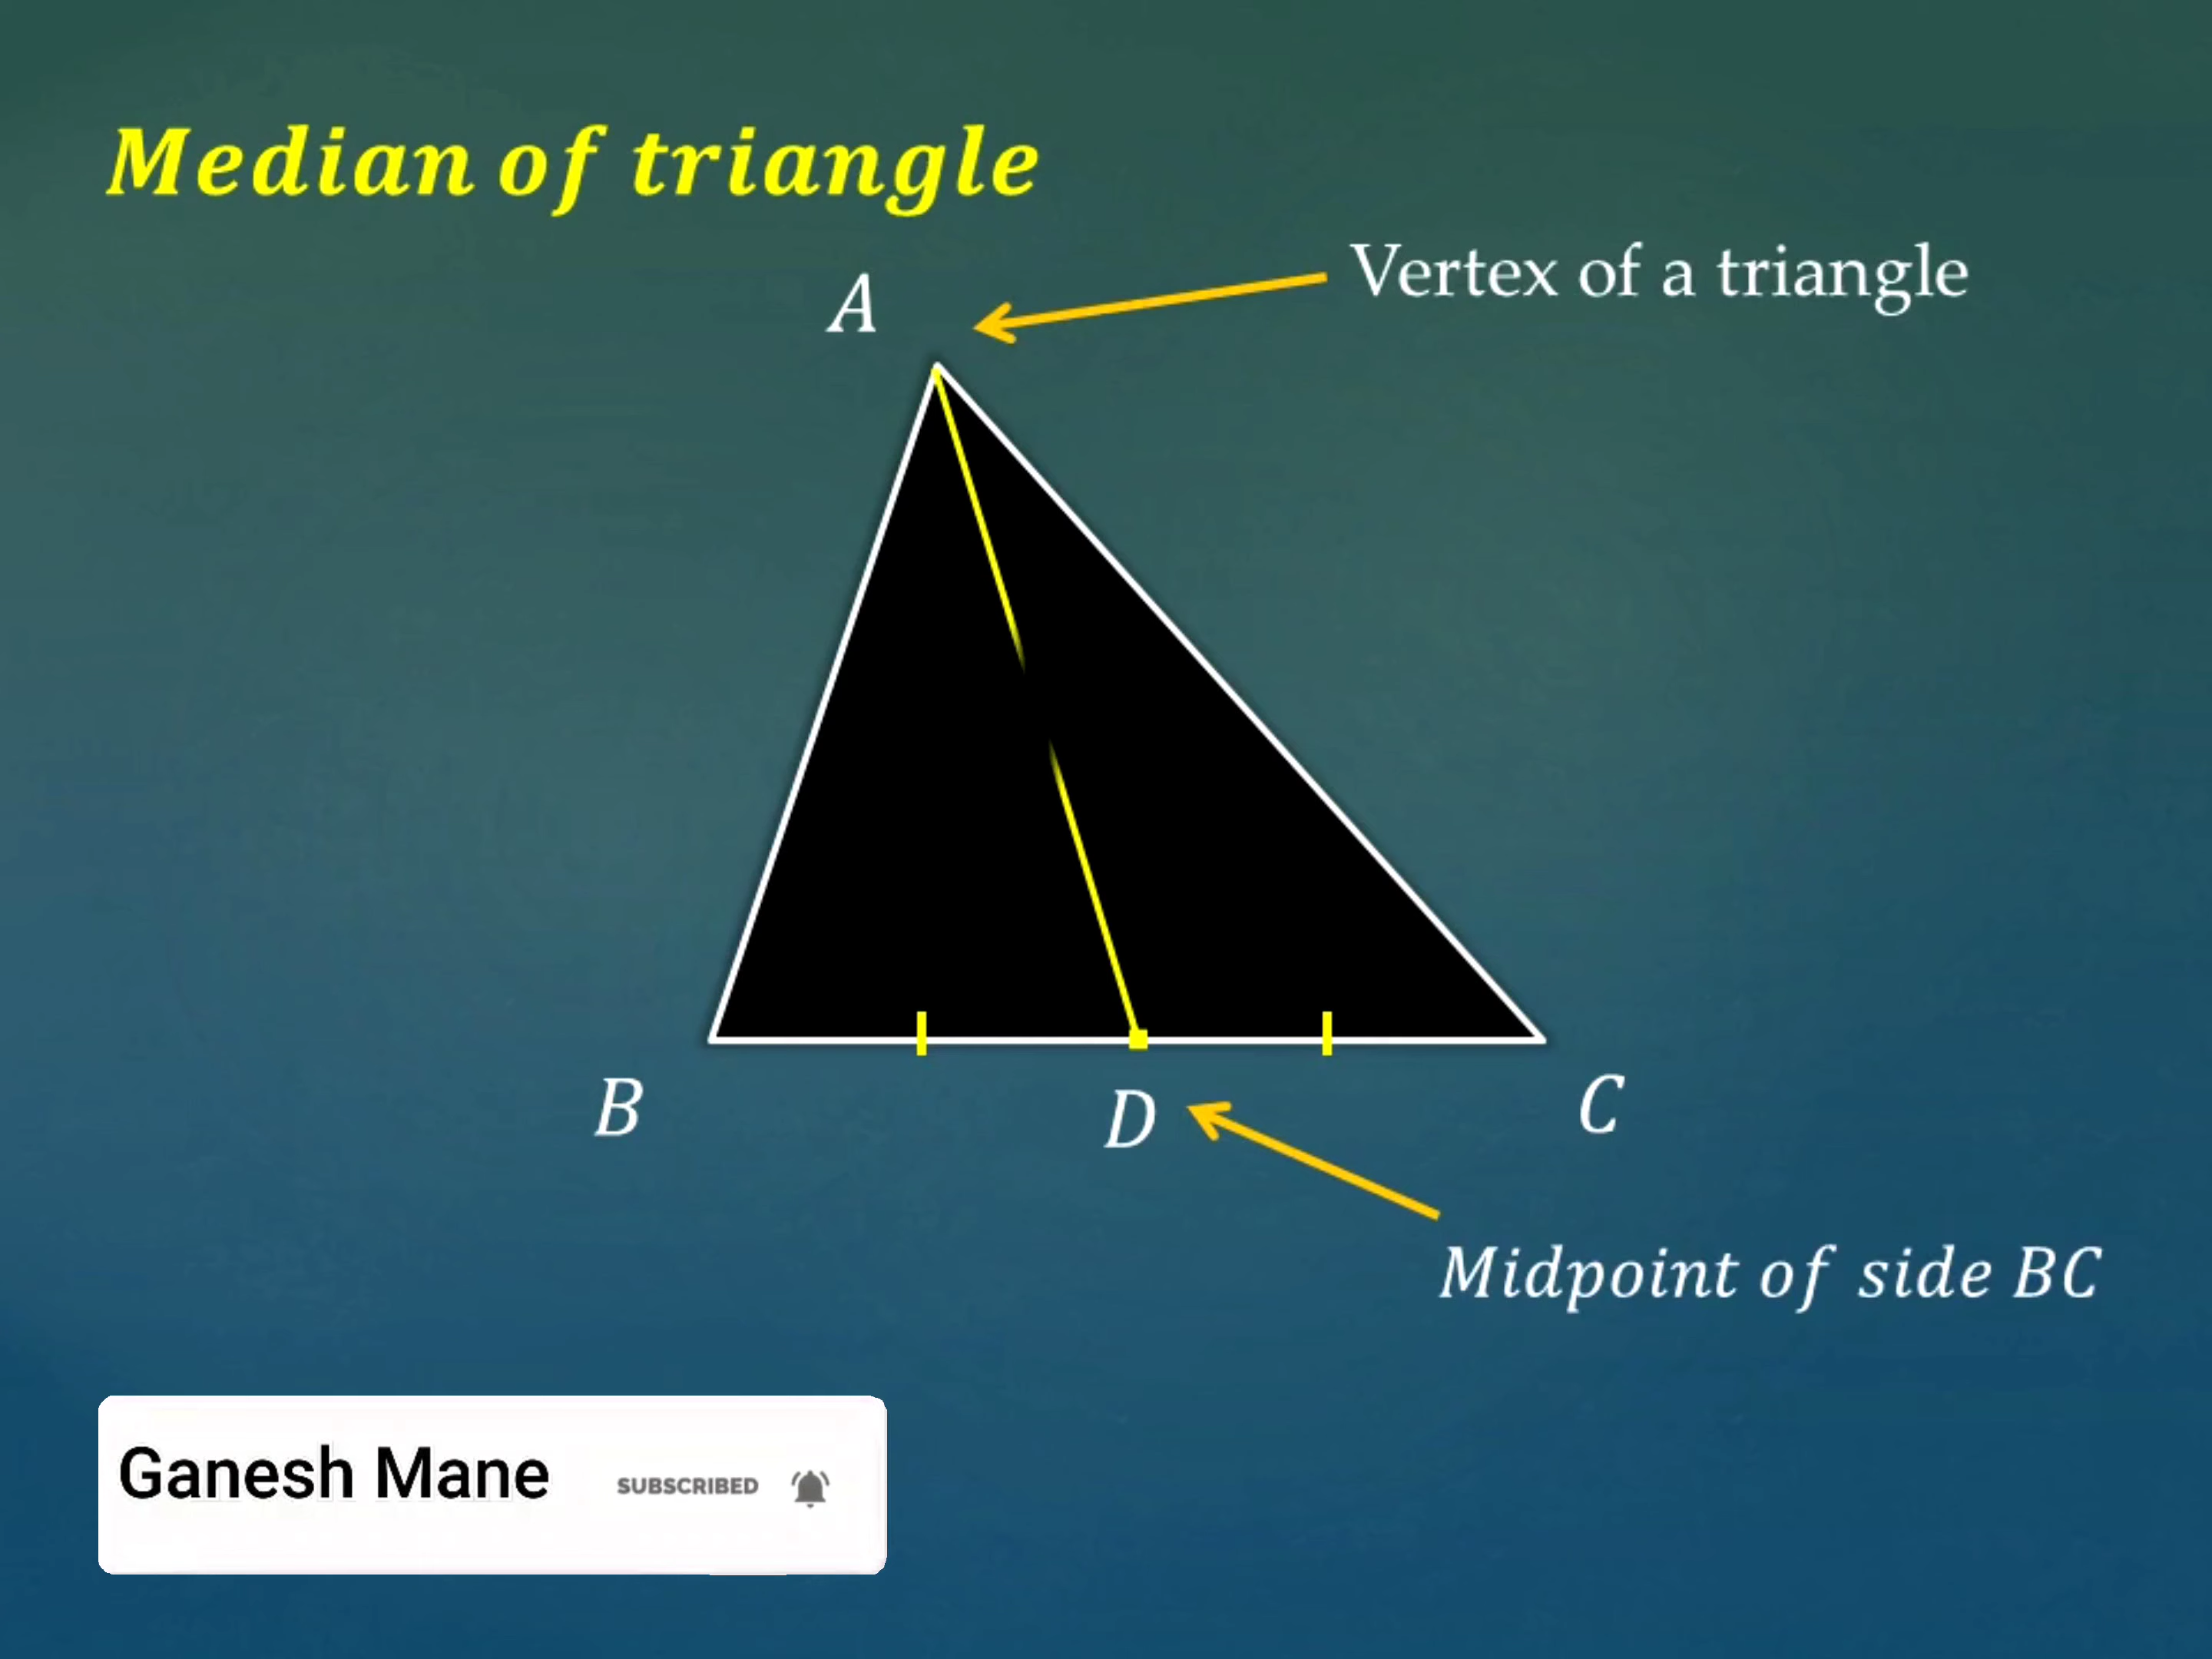 Median of triangle
A
Vertex of a triangle
B
D
C
Midpoint of side BC
Ganesh Mane SUBSCRIBED